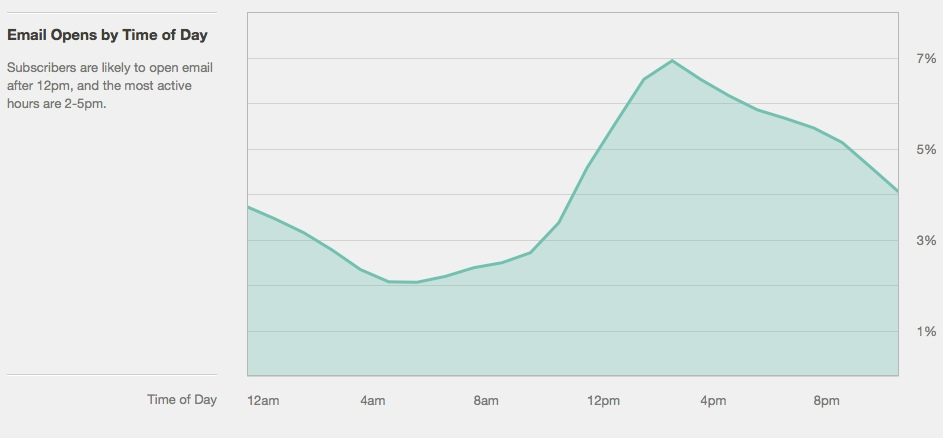 Email Opens by Time of Day
Subscribers are likely to open email
after 12pm, and the most active
hours are 2-5pm.
7%
5%
3%
1%
Time of Day
12am 4am 8am 12pm 4pm 8pm